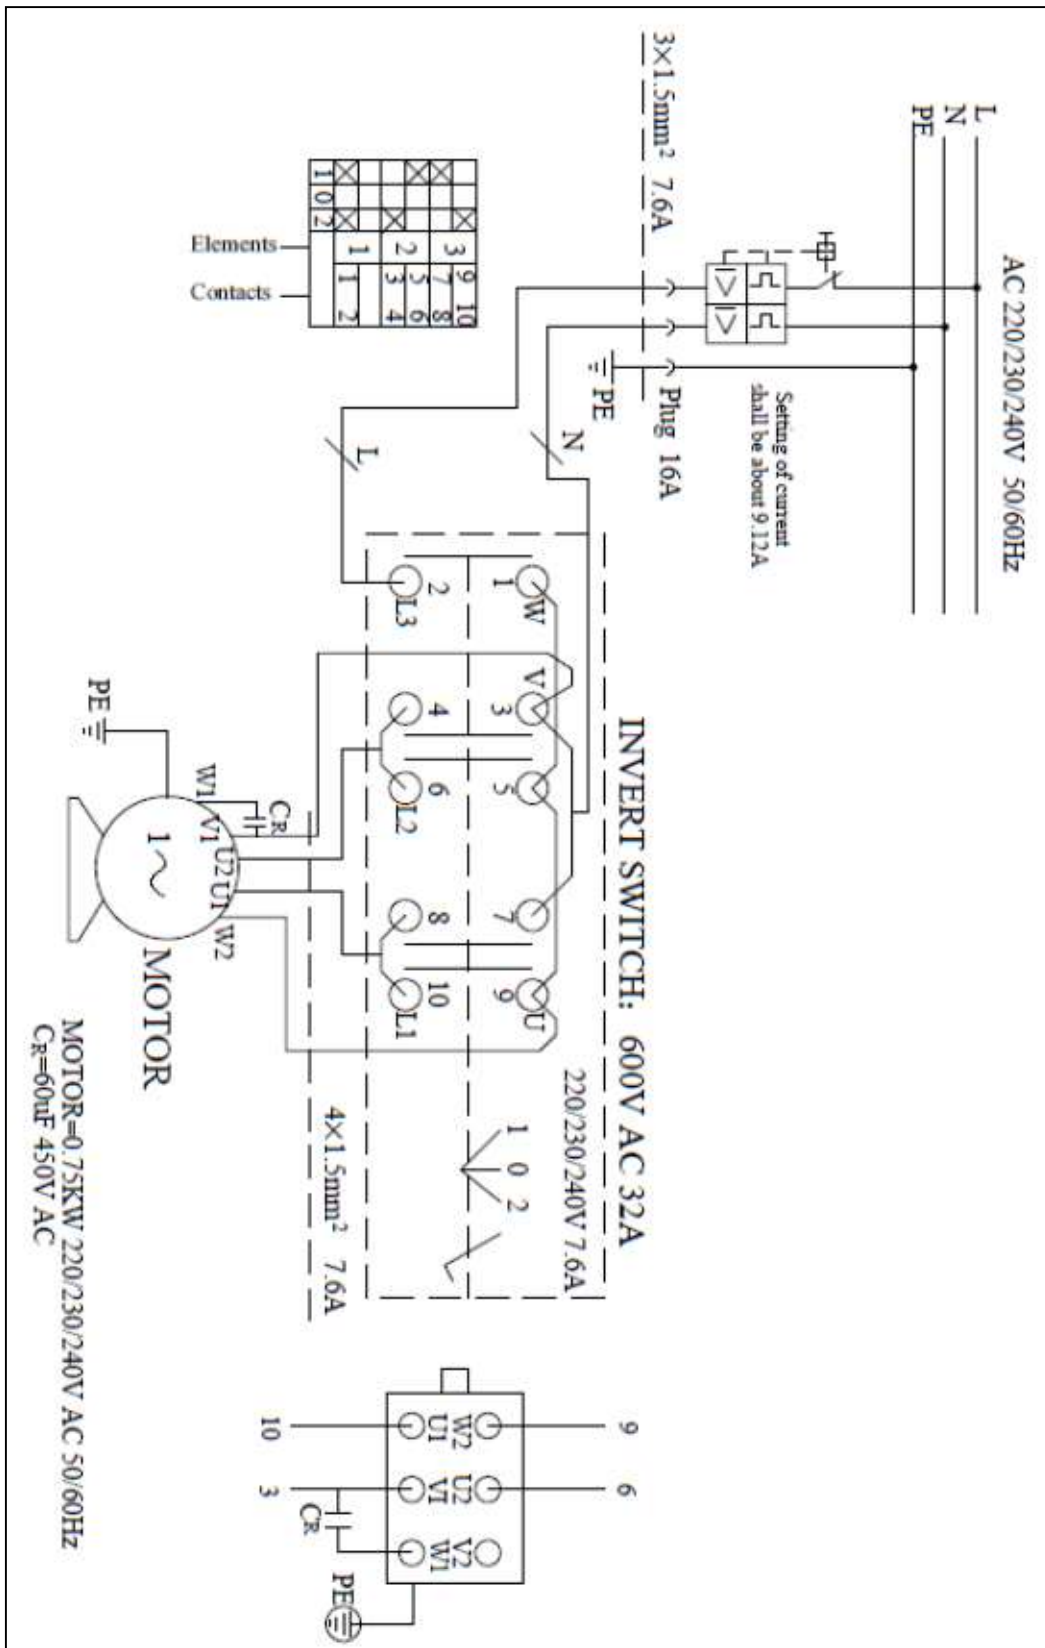 AC 220/230/240V 50/60Hz
L
N
PE
Setting of current
shall be about 9.12A
3×1.5mm² 7.6A
Plug 16A
PE
N
L
INVERT SWITCH: 600V AC 32A
220/230/240V 7.6A
W
V
U
1
3
5
7
9
2
4
6
8
10
L3
L2
L1
1 0 2
4×1.5mm² 7.6A
Elements
Contacts
1 0 2
1
2
3
1 2
3 4
5 6
7 8
9 10
PE
W1
V1
U2
U1
W2
CR
1~
MOTOR
MOTOR=0.75KW 220/230/240V AC 50/60Hz
CR=60uF 450V AC
9
6
W2
U2
V2
U1
VI
W1
10
3
CR
PE